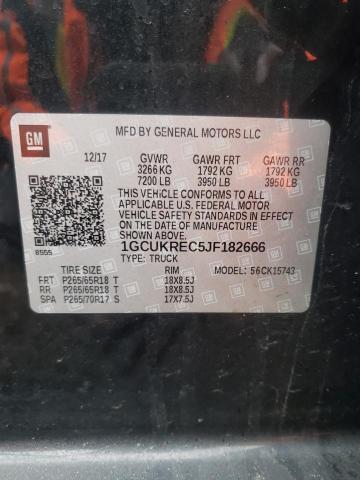 GM
MFD BY GENERAL MOTORS LLC
12/17 GVWR GAWR FRT GAWR RR
3266 KG 1792 KG 1792 KG
7200 LB 3950 LB 3950 LB
THIS VEHICLE CONFORMS TO ALL
APPLICABLE U.S. FEDERAL MOTOR
VEHICLE SAFETY AND THEFT
PREVENTION STANDARDS IN
EFFECT ON THE DATE OF
MANUFACTURE SHOWN ABOVE.
1GCUKREC5JF182666
8555 TYPE: TRUCK
MODEL: 56CK15743
TIRE SIZE RIM
FRT P265/65R18 T 18X8.5J
RR P265/65R18 T 18X8.5J
SPA P265/70R17 S 17X7.5J